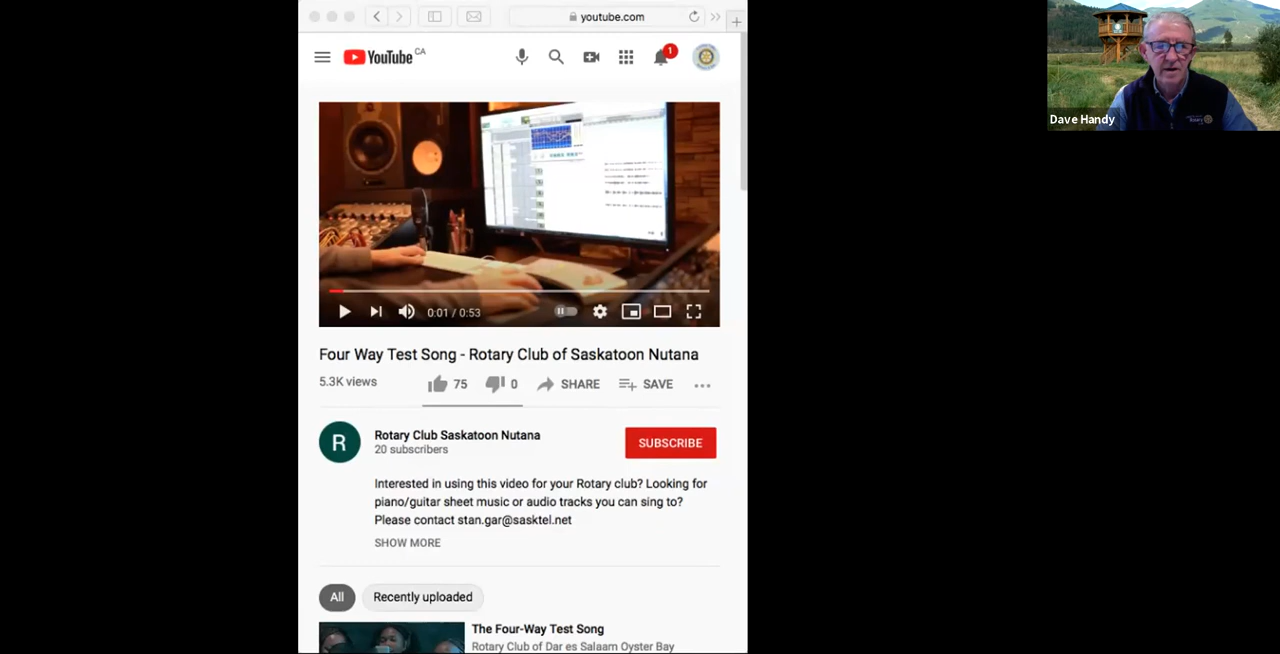 youtube.com
YouTube CA
1
0:01 / 0:53
Four Way Test Song - Rotary Club of Saskatoon Nutana
5.3K views
75
0
SHARE
SAVE
R
Rotary Club Saskatoon Nutana
20 subscribers
SUBSCRIBE
Interested in using this video for your Rotary club? Looking for
piano/guitar sheet music or audio tracks you can sing to?
Please contact stan.gar@sasktel.net
SHOW MORE
All
Recently uploaded
The Four-Way Test Song
Rotary Club of Dar es Salaam Oyster Bay
Dave Handy
Rotary